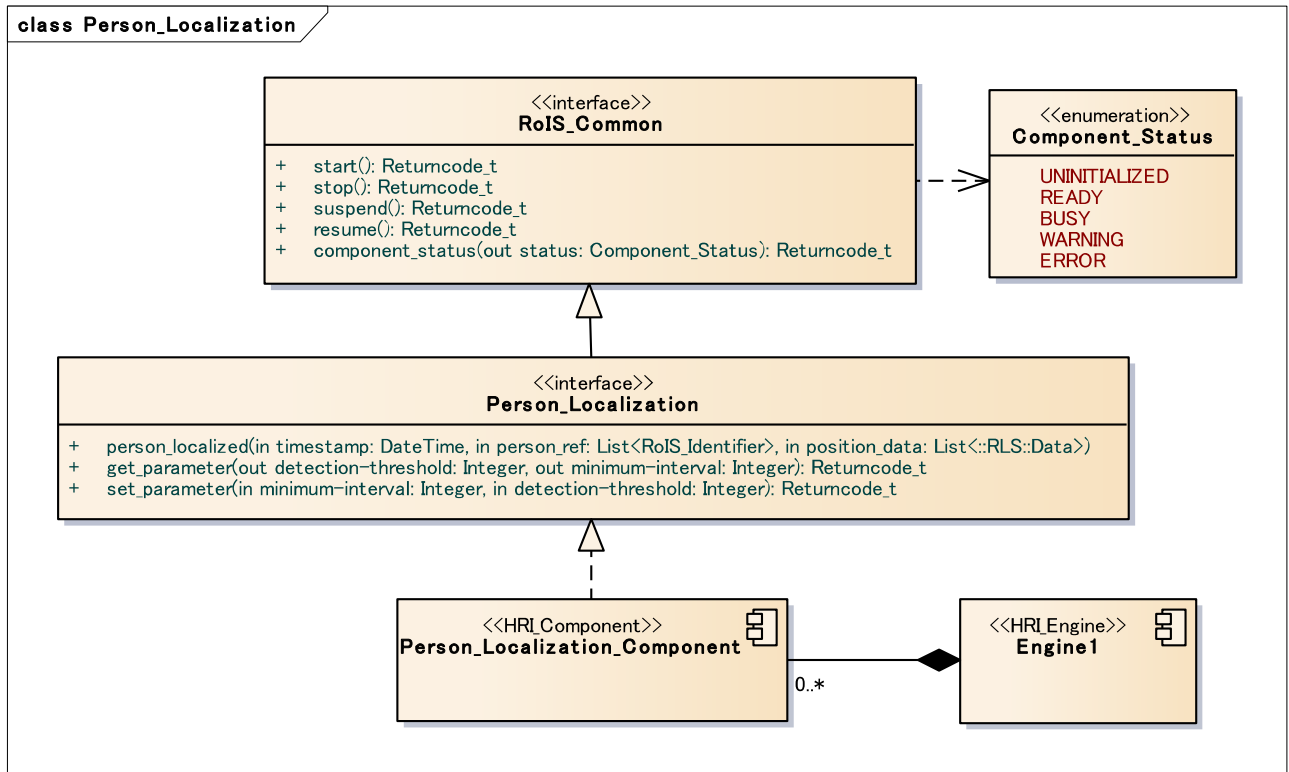 class Person_Localization
<<interface>>
RoIS_Common
+ start(): Returncode_t
+ stop(): Returncode_t
+ suspend(): Returncode_t
+ resume(): Returncode_t
+ component_status(out status: Component_Status): Returncode_t
<<enumeration>>
Component_Status
UNINITIALIZED
READY
BUSY
WARNING
ERROR
<<interface>>
Person_Localization
+ person_localized(in timestamp: DateTime, in person_ref: List<RoIS_Identifier>, in position_data: List<::RLS::Data>)
+ get_parameter(out detection-threshold: Integer, out minimum-interval: Integer): Returncode_t
+ set_parameter(in minimum-interval: Integer, in detection-threshold: Integer): Returncode_t
<<HRI_Component>>
Person_Localization_Component
0..*
<<HRI_Engine>>
Engine1